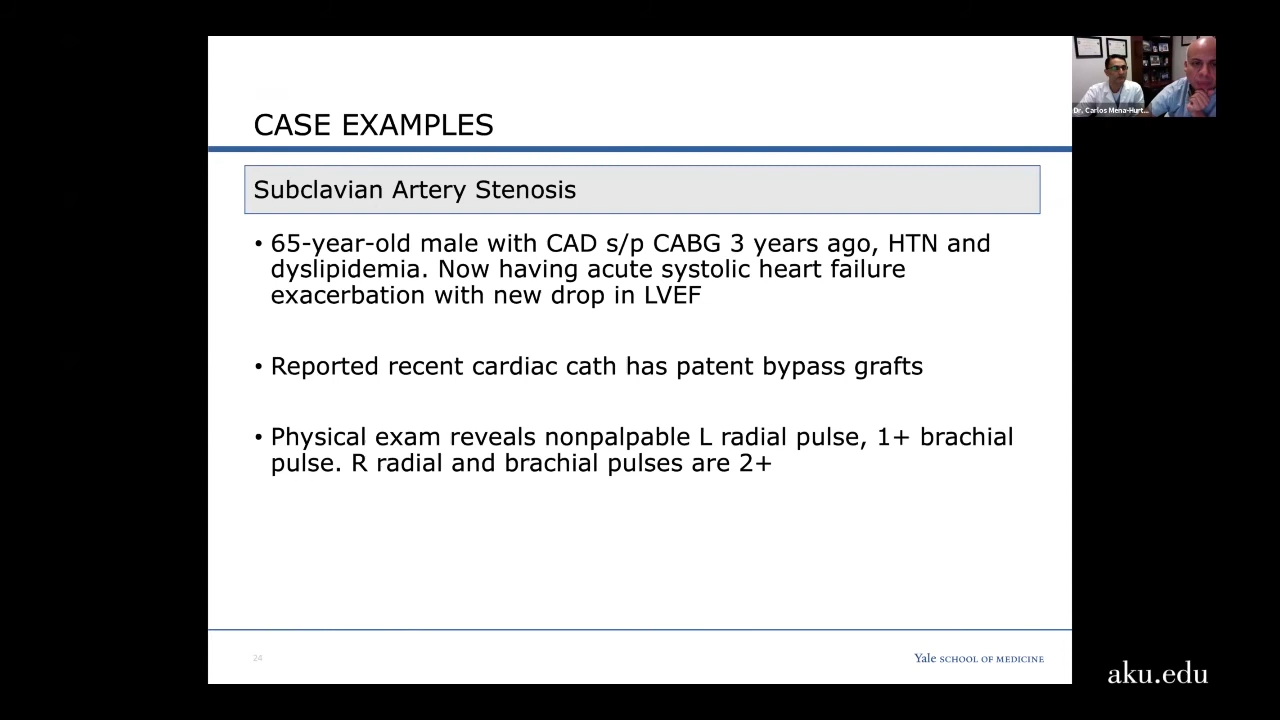 CASE EXAMPLES
Subclavian Artery Stenosis
• 65-year-old male with CAD s/p CABG 3 years ago, HTN and
dyslipidemia. Now having acute systolic heart failure
exacerbation with new drop in LVEF
• Reported recent cardiac cath has patent bypass grafts
• Physical exam reveals nonpalpable L radial pulse, 1+ brachial
pulse. R radial and brachial pulses are 2+
24
Yale SCHOOL OF MEDICINE
Dr. Carlos Mena-Hurt...
aku.edu